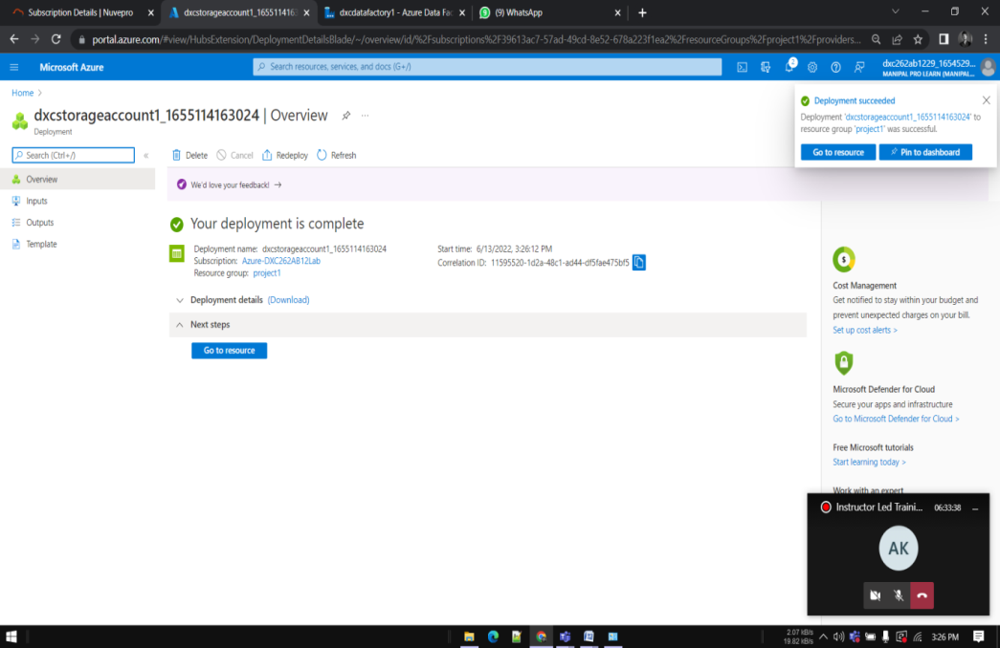 Subscription Details | Nuvepro
dxcstorageaccount1_165511416
dxcdatafactory1 - Azure Data Fac
(9) WhatsApp
portal.azure.com/#view/HubsExtension/DeploymentDetailsBlade/~/overview/id/%2Fsubscriptions%2F39613ac7-57ad-49cd-8e52-678a223f1ea2%2FresourceGroups%2Fproject1%2Fproviders...
Microsoft Azure
Search resources, services, and docs (G+/)
2
dxc262ab1229_1654529...
MANIPAL PRO LEARN (MANIPAL...
Home >
dxcstorageaccount1_1655114163024 | Overview
...
Deployment
Deployment succeeded
Deployment 'dxcstorageaccount1_1655114163024' to
resource group 'project1' was successful.
Go to resource
Pin to dashboard
Search (Ctrl+/)
«
Delete
Cancel
Redeploy
Refresh
Overview
Inputs
Outputs
Template
We'd love your feedback! →
Your deployment is complete
Deployment name: dxcstorageaccount1_1655114163024
Subscription: Azure-DXC262AB12Lab
Resource group: project1
Start time: 6/13/2022, 3:26:12 PM
Correlation ID: 11595520-1d2a-48c1-ad44-df5fae475bf5
Deployment details (Download)
Next steps
Go to resource
Cost Management
Get notified to stay within your budget and
prevent unexpected charges on your bill.
Set up cost alerts >
Microsoft Defender for Cloud
Secure your apps and infrastructure
Go to Microsoft Defender for Cloud >
Free Microsoft tutorials
Start learning today >
Work with an expert
Instructor Led Traini...
06:33:38
AK
2.07 kB/s
19.82 kB/s
3:26 PM